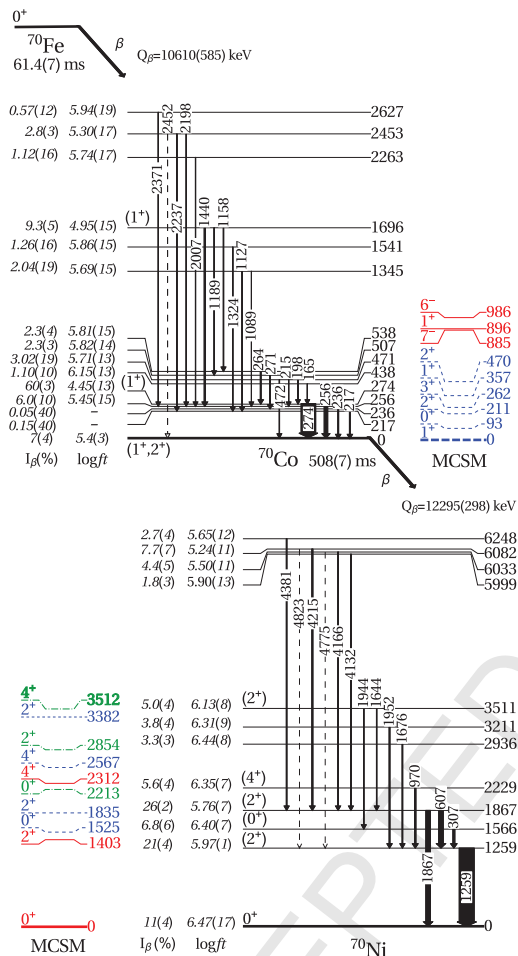 0+
70Fe
61.4(7) ms
β
Qβ=10610(585) keV
0.57(12) 5.94(19) 2627
2.8(3) 5.30(17) 2453
1.12(16) 5.74(17) 2263
2371 2452 2237 2198 2007 1440 1189 1158
9.3(5) 4.95(15) (1+) 1696
1.26(16) 5.86(15) 1541
2.04(19) 5.69(15) 1345
1324 1127 1089
2.3(4) 5.81(15) 538
2.3(3) 5.82(14) 507
3.02(19) 5.71(13) 471
1.10(10) 6.15(13) 438
60(3) 4.45(13) (1+) 274
6.0(10) 5.45(15) 256
0.05(40) – 236
0.15(40) – 217
7(4) 5.4(3) (1+,2+) 0
264 271 215 198 165
472 274 256 236 217
Iβ(%) logft
70Co 508(7) ms
β
Qβ=12295(298) keV
6- 986
1+ 896
7- 885
2+ 470
1+ 357
3+ 262
2+ 211
0+ 93
1+ 0
MCSM
2.7(4) 5.65(12) 6248
7.7(7) 5.24(11) 6082
4.4(5) 5.50(11) 6033
1.8(3) 5.90(13) 5999
4381 4823 4215 4775 4166 4132
5.0(4) 6.13(8) (2+) 3511
3.8(4) 6.31(9) 3211
3.3(3) 6.44(8) 2936
1944 1644 1952 1676
5.6(4) 6.35(7) (4+) 2229
26(2) 5.76(7) (2+) 1867
6.8(6) 6.40(7) (0+) 1566
21(4) 5.97(1) (2+) 1259
970 607 307
1867 1259
11(4) 6.47(17) 0+ 0
Iβ(%) logft
70Ni
4+ 3512
2+ 3382
2+ 2854
4+ 2567
4+ 2312
0+ 2213
2+ 1835
0+ 1525
2+ 1403
0+ 0
MCSM
EPTED